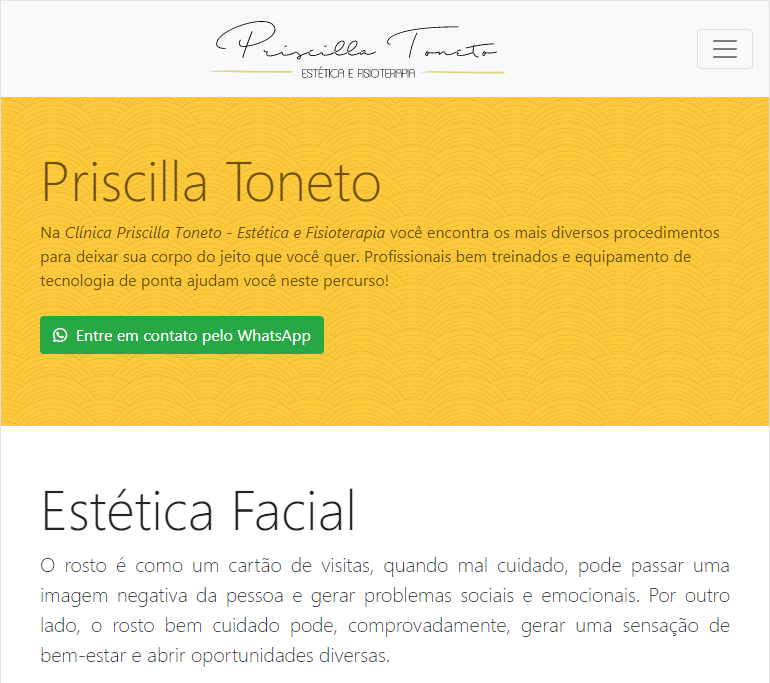 Priscilla Toneto
ESTÉTICA E FISIOTERAPIA
Priscilla Toneto
Na Clínica Priscilla Toneto - Estética e Fisioterapia você encontra os mais diversos procedimentos
para deixar sua corpo do jeito que você quer. Profissionais bem treinados e equipamento de
tecnologia de ponta ajudam você neste percurso!
Entre em contato pelo WhatsApp
Estética Facial
O rosto é como um cartão de visitas, quando mal cuidado, pode passar uma
imagem negativa da pessoa e gerar problemas sociais e emocionais. Por outro
lado, o rosto bem cuidado pode, comprovadamente, gerar uma sensação de
bem-estar e abrir oportunidades diversas.